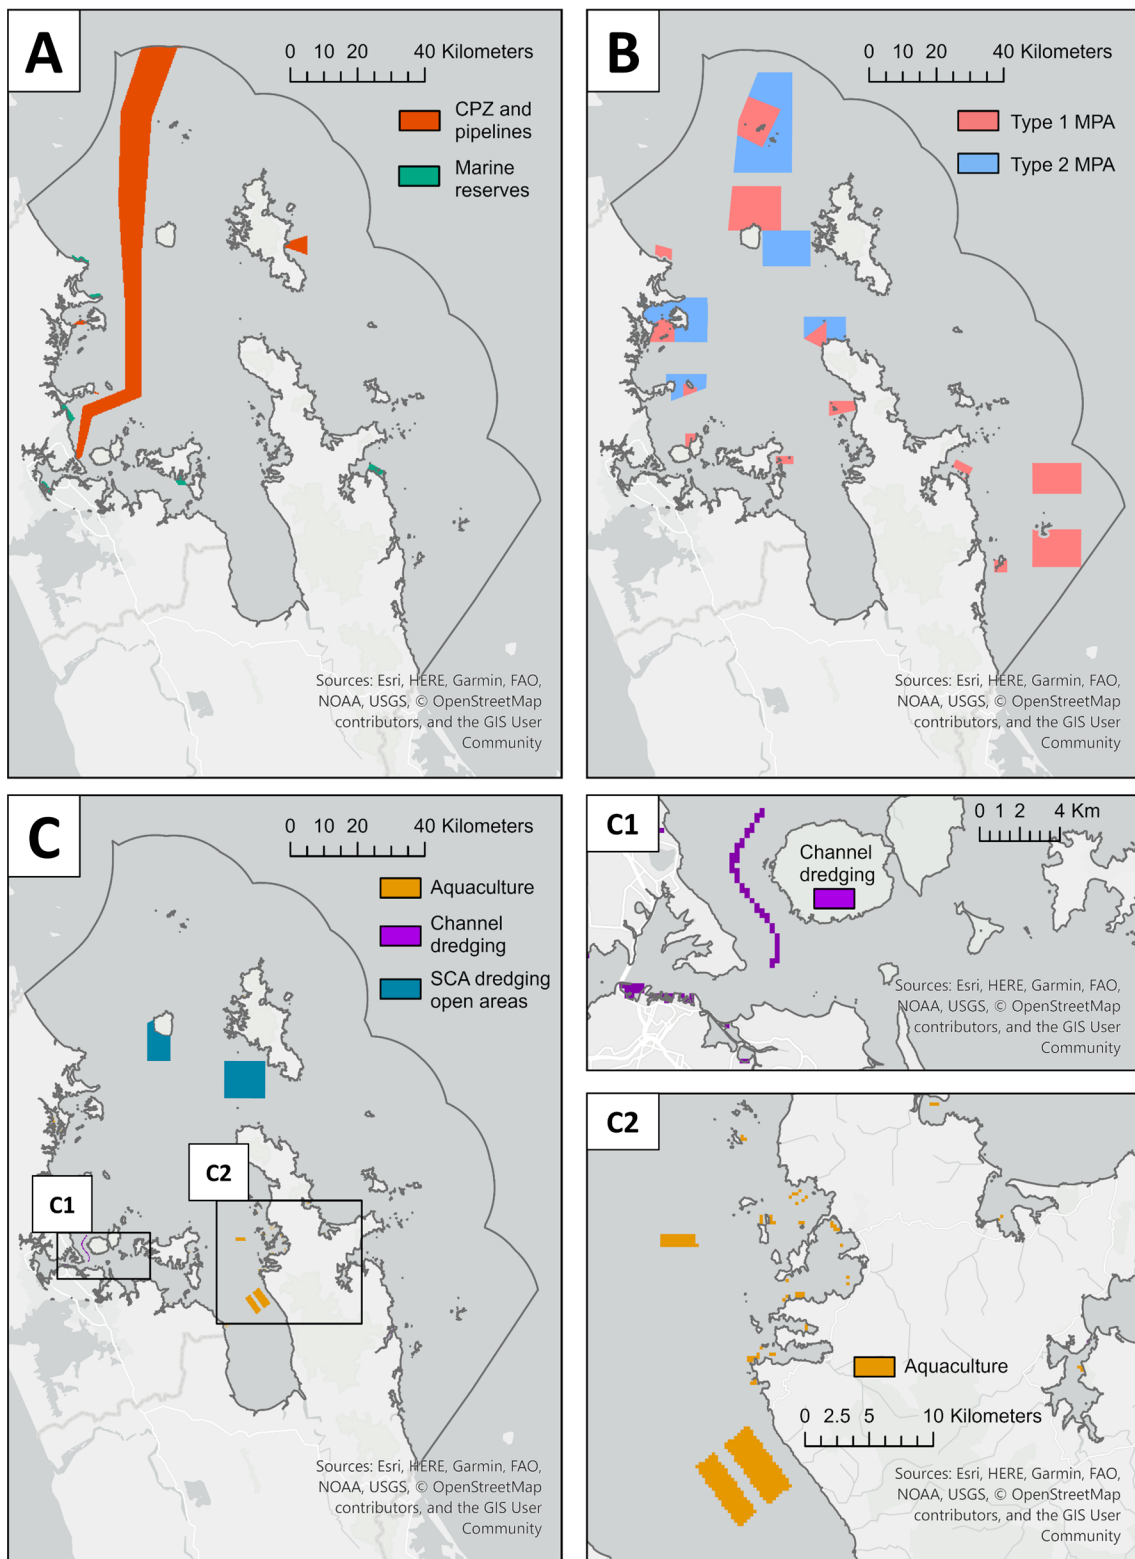 A
0 10 20 40 Kilometers
CPZ and
pipelines
Marine
reserves
Sources: Esri, HERE, Garmin, FAO,
NOAA, USGS, © OpenStreetMap
contributors, and the GIS User
Community
B
0 10 20 40 Kilometers
Type 1 MPA
Type 2 MPA
Sources: Esri, HERE, Garmin, FAO,
NOAA, USGS, © OpenStreetMap
contributors, and the GIS User
Community
C
0 10 20 40 Kilometers
Aquaculture
Channel
dredging
SCA dredging
open areas
C2
C1
Sources: Esri, HERE, Garmin, FAO,
NOAA, USGS, © OpenStreetMap
contributors, and the GIS User
Community
C1
0 1 2 4 Km
Channel
dredging
Sources: Esri, HERE, Garmin, FAO,
NOAA, USGS, © OpenStreetMap
contributors, and the GIS User
Community
C2
Aquaculture
0 2.5 5 10 Kilometers
Sources: Esri, HERE, Garmin, FAO,
NOAA, USGS, © OpenStreetMap
contributors, and the GIS User
Community